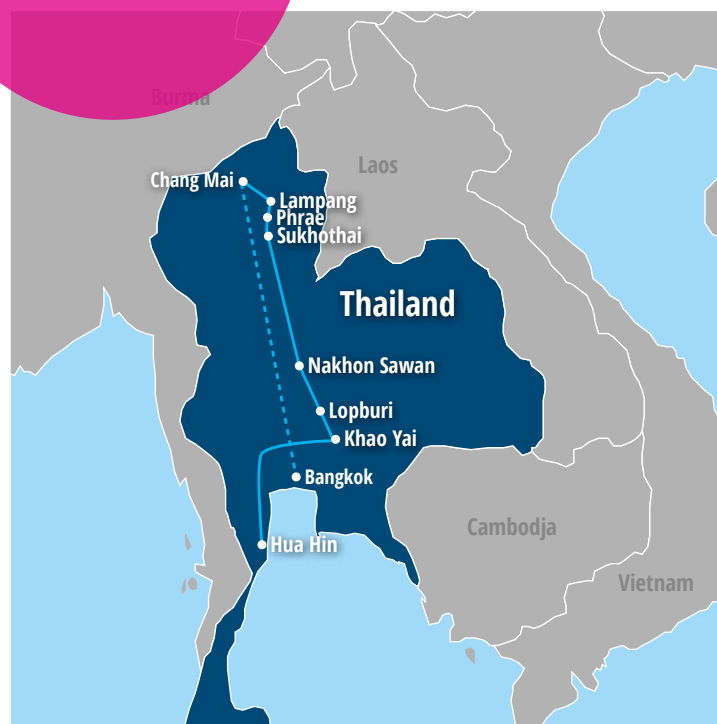 Burma
Laos
Chang Mai
Lampang
Phrae
Sukhothai
Thailand
Nakhon Sawan
Lopburi
Khao Yai
Bangkok
Cambodja
Hua Hin
Vietnam